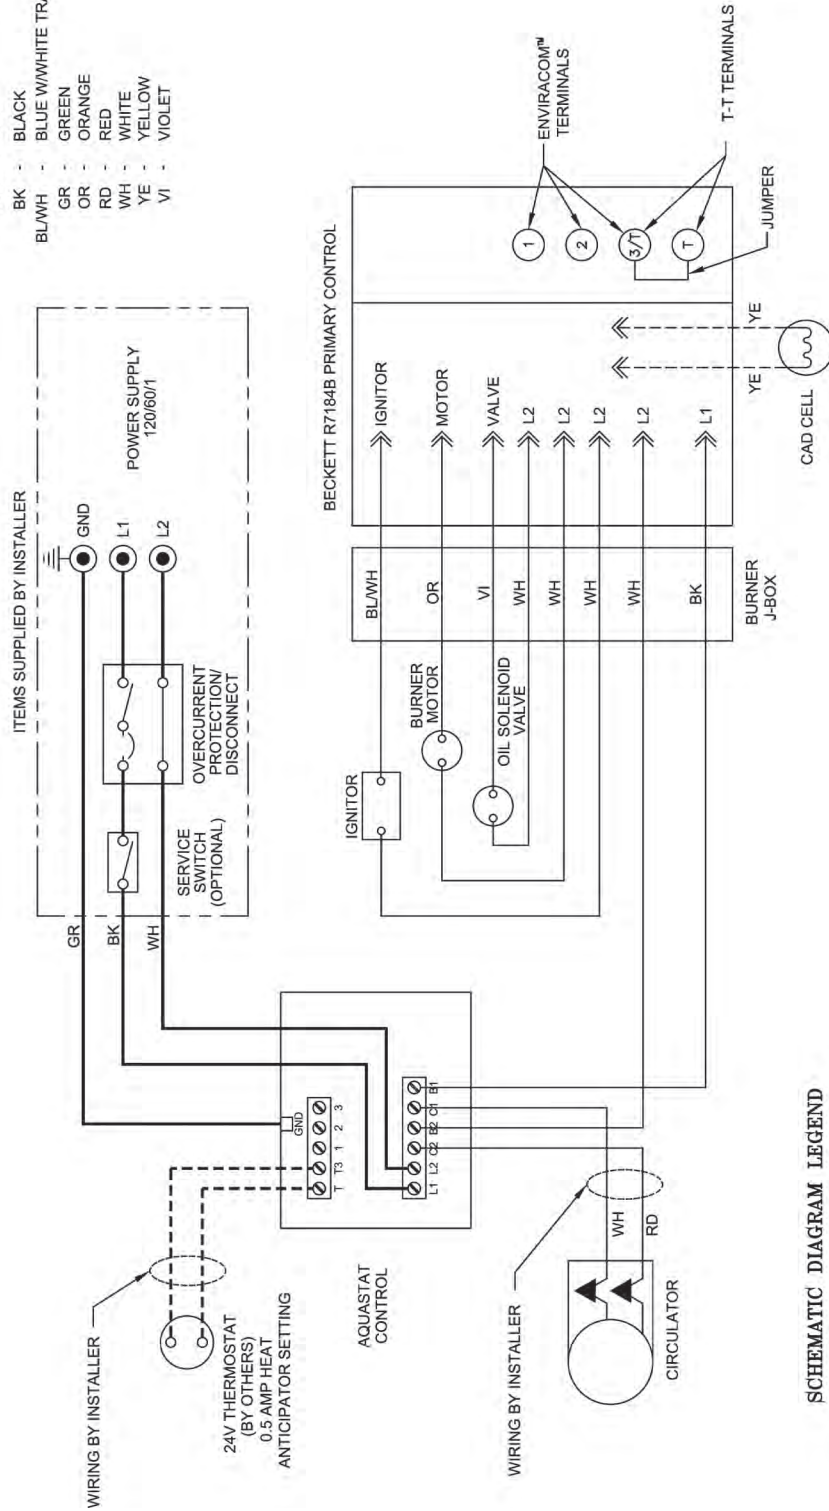 BK - BLACK
BL/WH - BLUE W/WHITE
GR - GREEN
OR - ORANGE
RD - RED
WH - WHITE
YE - YELLOW
VI - VIOLET
ITEMS SUPPLIED BY INSTALLER
POWER SUPPLY
120/60/1
GND
L1
L2
OVERCURRENT
PROTECTION/
DISCONNECT
SERVICE
SWITCH
(OPTIONAL)
GR
BK
WH
WIRING BY INSTALLER
24V THERMOSTAT
(BY OTHERS)
0.5 AMP HEAT
ANTICIPATOR SETTING
GND
T T3 1 2 3
L1 L2 C2 B2 C1 B1
AQUASTAT
CONTROL
WIRING BY INSTALLER
WH
RD
CIRCULATOR
IGNITOR
BURNER
MOTOR
OIL SOLENOID
VALVE
BL/WH
OR
VI
WH
WH
WH
WH
BK
BURNER
J-BOX
BECKETT R7184B PRIMARY CONTROL
IGNITOR
MOTOR
VALVE
L2
L2
L2
L2
L1
YE
YE
CAD CELL
1
2
3/T
T
ENVIRACOM™
TERMINALS
T-T TERMINALS
JUMPER
SCHEMATIC DIAGRAM LEGEND